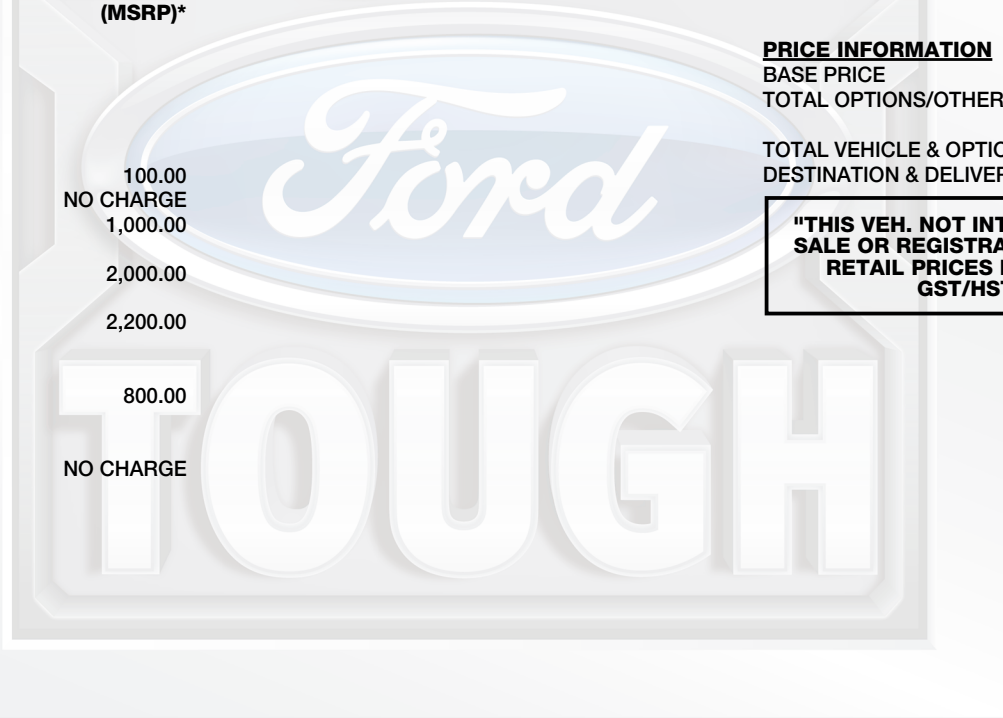 (MSRP)*
100.00
NO CHARGE
1,000.00
2,000.00
2,200.00
800.00
NO CHARGE
Ford
TOUGH
PRICE INFORMATION
BASE PRICE
TOTAL OPTIONS/OTHER
TOTAL VEHICLE & OPTIO
DESTINATION & DELIVER
"THIS VEH. NOT INT
SALE OR REGISTRA
RETAIL PRICES
GST/HST